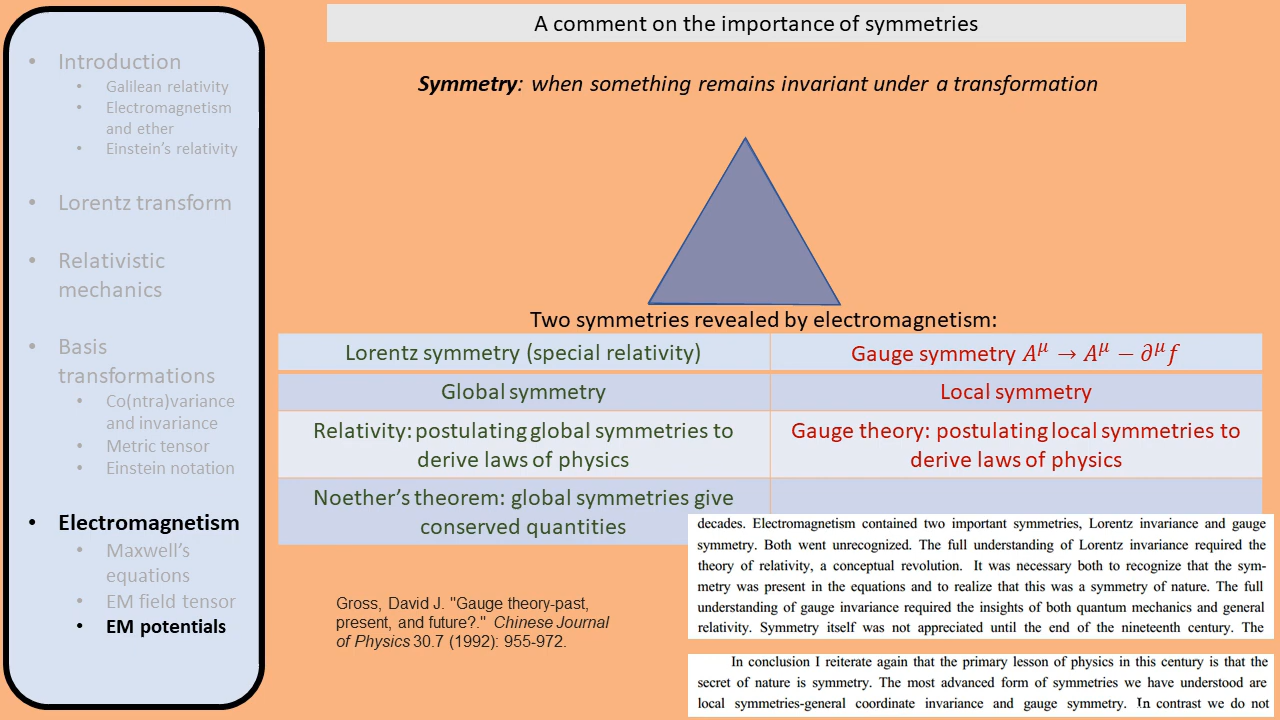 • Introduction
• Galilean relativity
• Electromagnetism
and ether
• Einstein's relativity
• Lorentz transform
• Relativistic
mechanics
• Basis
transformations
• Co(ntra)variance
and invariance
• Metric tensor
• Einstein notation
• Electromagnetism
• Maxwell's
equations
• EM field tensor
• EM potentials
A comment on the importance of symmetries
Symmetry: when something remains invariant under a transformation
Two symmetries revealed by electromagnetism:
Lorentz symmetry (special relativity)
Gauge symmetry A^μ → A^μ − ∂^μ f
Global symmetry
Local symmetry
Relativity: postulating global symmetries to
derive laws of physics
Gauge theory: postulating local symmetries to
derive laws of physics
Noether's theorem: global symmetries give
conserved quantities
Gross, David J. "Gauge theory-past,
present, and future?." Chinese Journal
of Physics 30.7 (1992): 955-972.
decades. Electromagnetism contained two important symmetries, Lorentz invariance and gauge
symmetry. Both went unrecognized. The full understanding of Lorentz invariance required the
theory of relativity, a conceptual revolution. It was necessary both to recognize that the sym-
metry was present in the equations and to realize that this was a symmetry of nature. The full
understanding of gauge invariance required the insights of both quantum mechanics and general
relativity. Symmetry itself was not appreciated until the end of the nineteenth century. The
In conclusion I reiterate again that the primary lesson of physics in this century is that the
secret of nature is symmetry. The most advanced form of symmetries we have understood are
local symmetries-general coordinate invariance and gauge symmetry. In contrast we do not